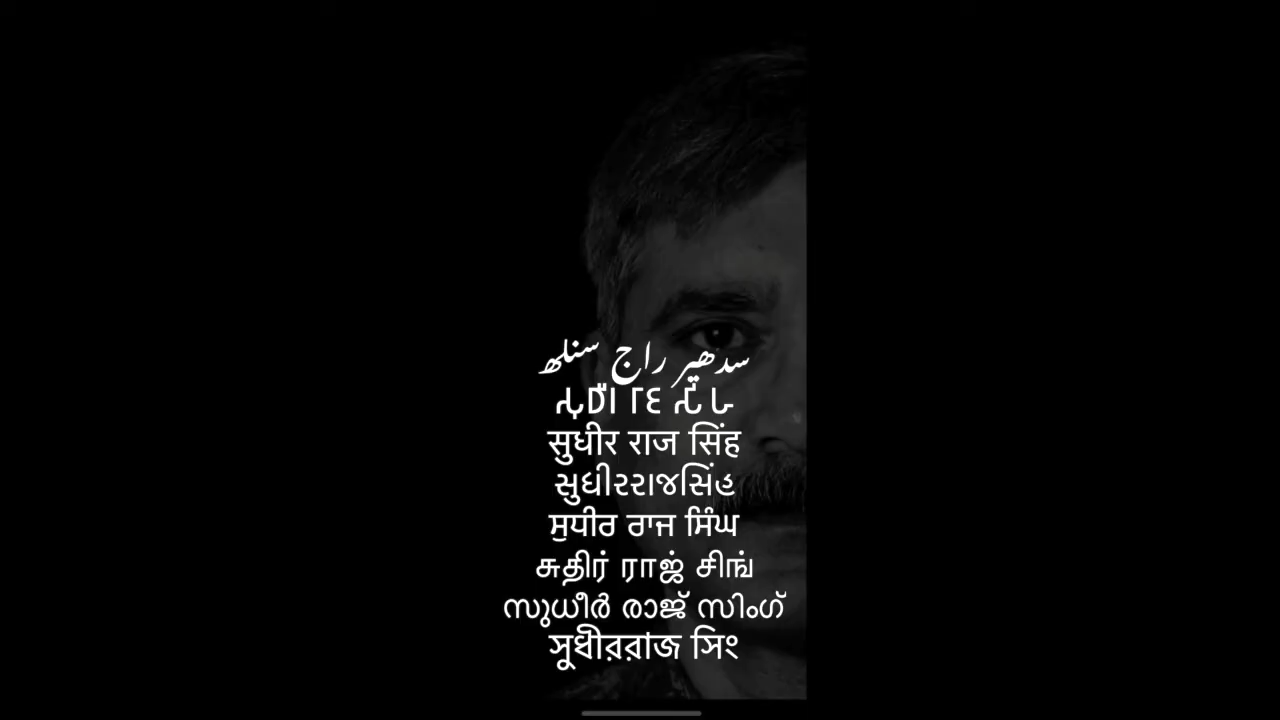 سدھیر راج سنلھ
सुधीर राज सिंह
સુધીરરાજસિંહ
ਸੁਧੀਰ ਰਾਜ ਸਿੰਘ
சுதிர் ராஜ் சிங்
സുധീർ രാജ് സിംഗ്
সুধীররাজ সিং